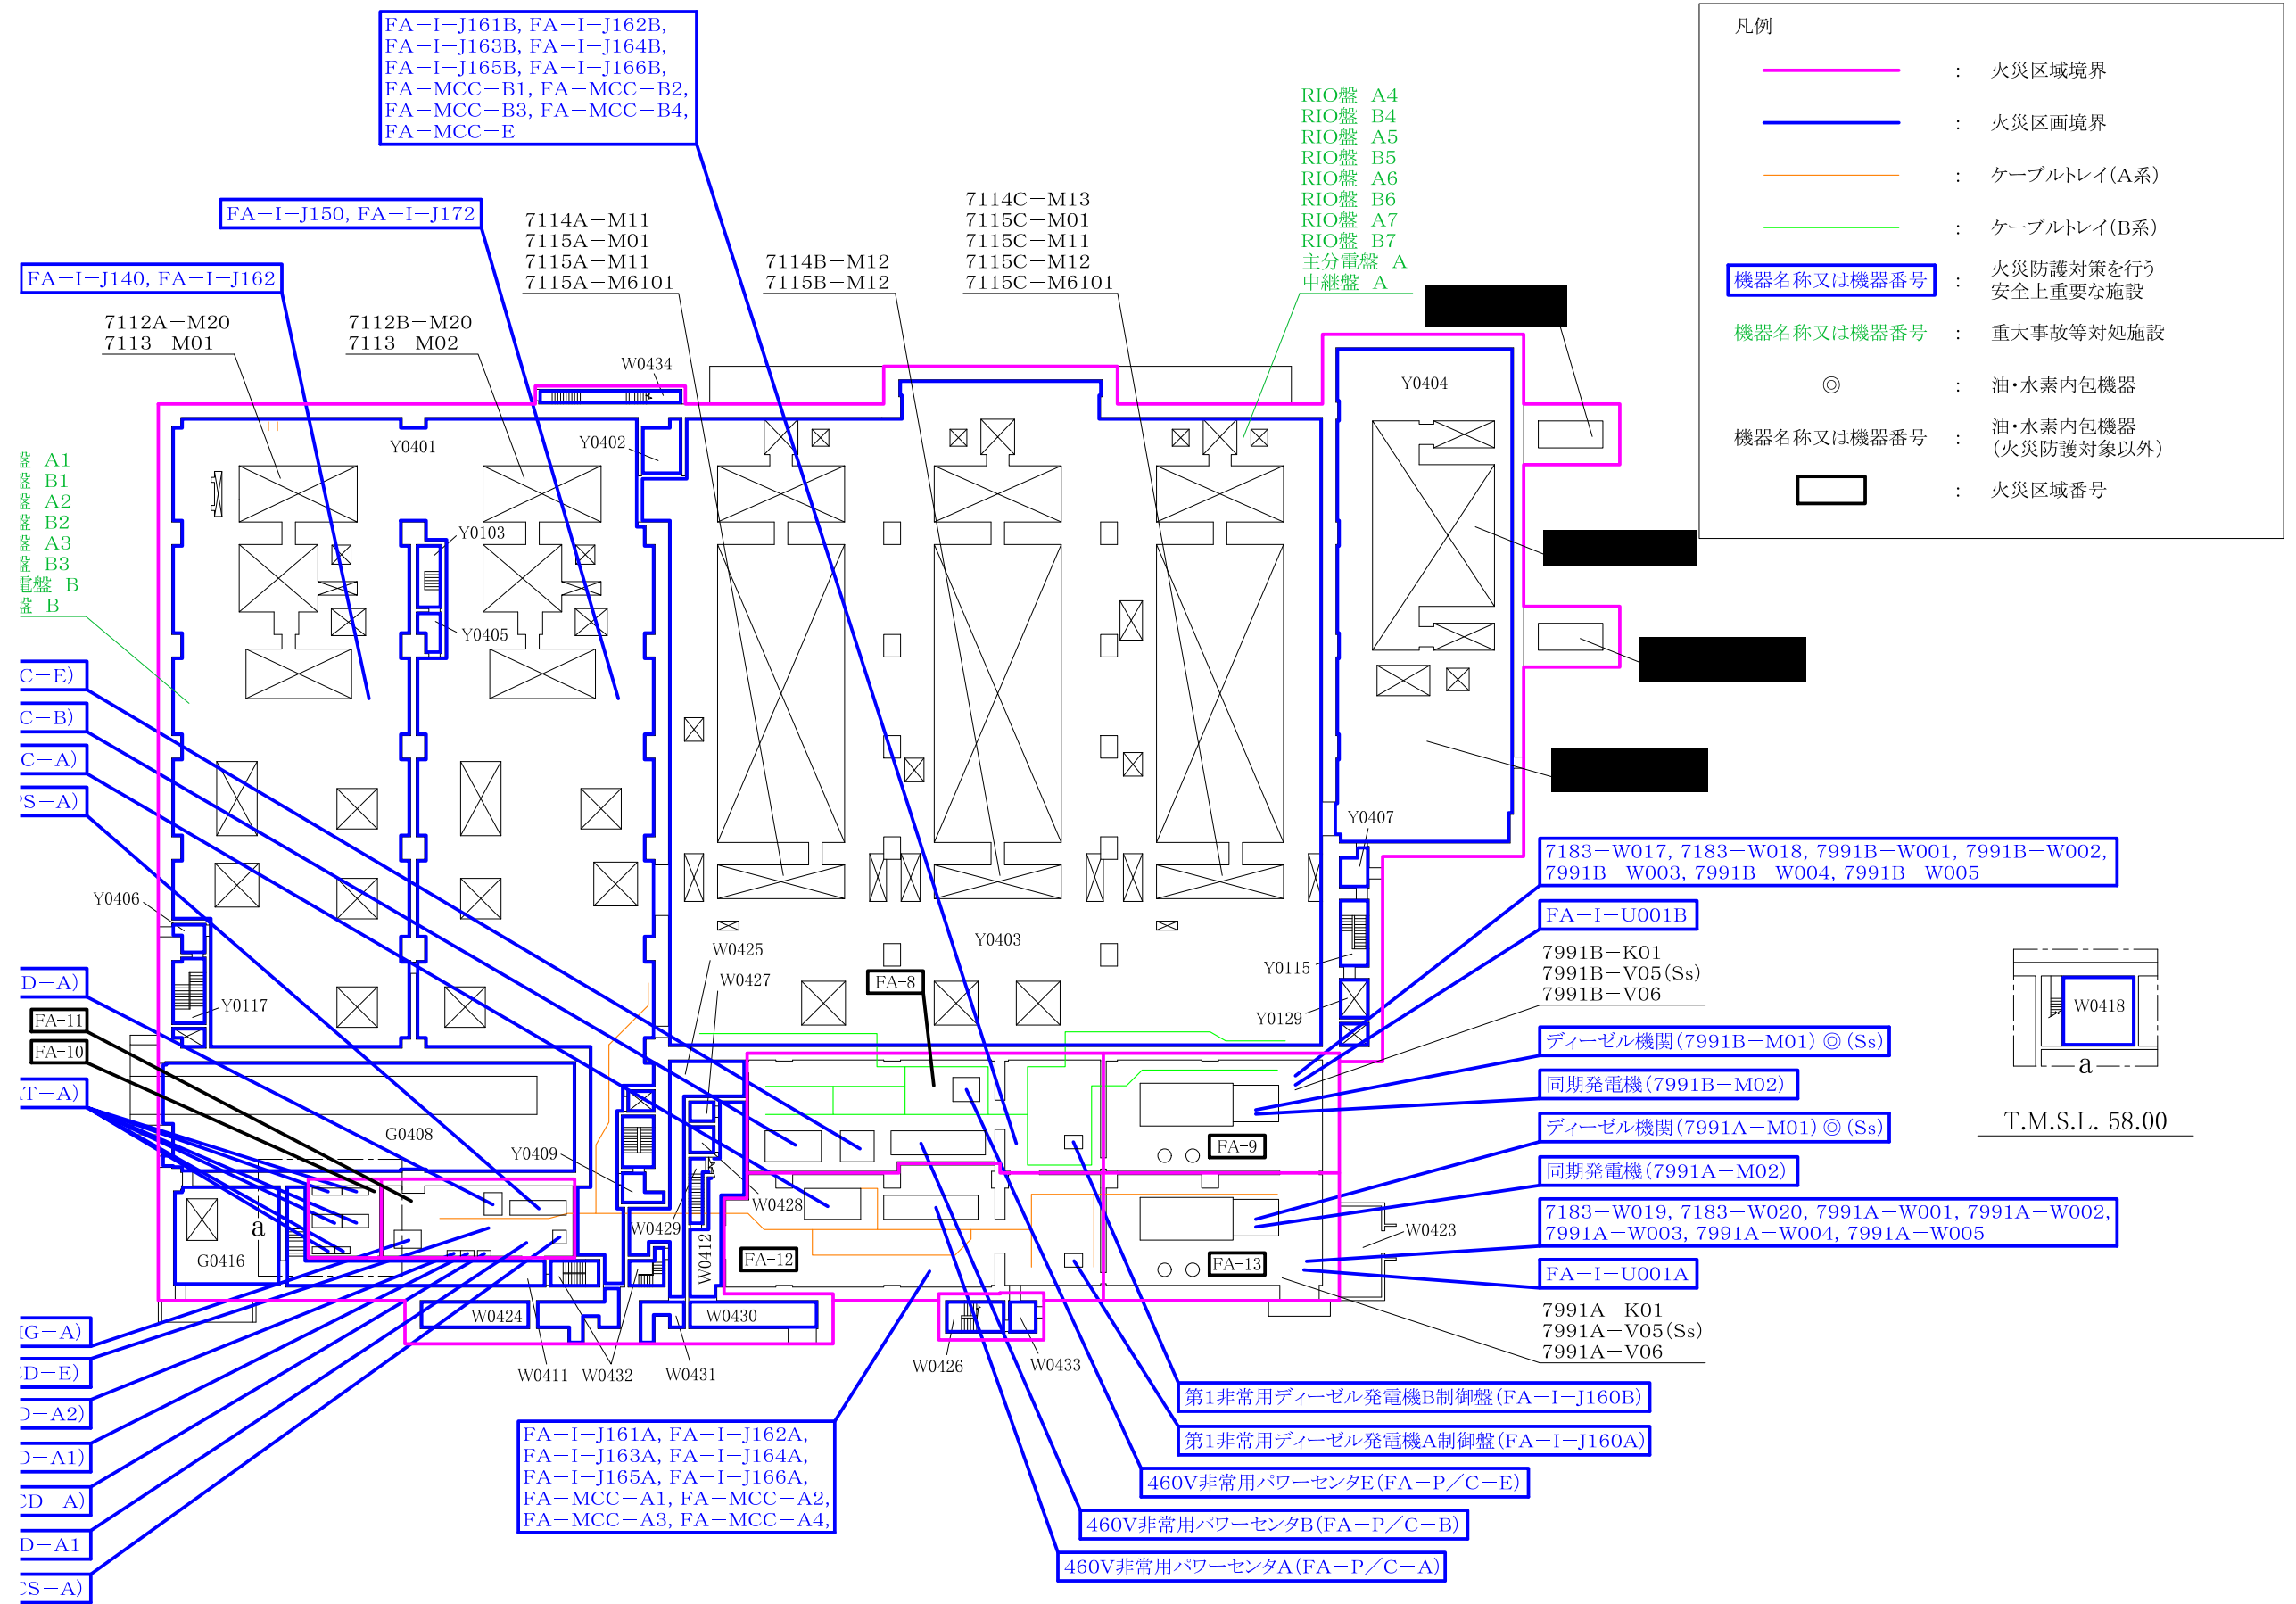 FA-I-J161B, FA-I-J162B,
FA-I-J163B, FA-I-J164B,
FA-I-J165B, FA-I-J166B,
FA-MCC-B1, FA-MCC-B2,
FA-MCC-B3, FA-MCC-B4,
FA-MCC-E
凡例
: 火災区域境界
: 火災区画境界
: ケーブルトレイ(A系)
: ケーブルトレイ(B系)
機器名称又は機器番号 : 火災防護対策を行う
安全上重要な施設
機器名称又は機器番号 : 重大事故等対処施設
◎ : 油・水素内包機器
機器名称又は機器番号 : 油・水素内包機器
(火災防護対象以外)
: 火災区域番号
RIO盤 A4
RIO盤 B4
RIO盤 A5
RIO盤 B5
RIO盤 A6
RIO盤 B6
RIO盤 A7
RIO盤 B7
主分電盤 A
中継盤 A
FA-I-J150, FA-I-J172
7114A-M11
7115A-M01
7115A-M11
7115A-M6101
7114B-M12
7115B-M12
7114C-M13
7115C-M01
7115C-M11
7115C-M12
7115C-M6101
FA-I-J140, FA-I-J162
7112A-M20
7113-M01
7112B-M20
7113-M02
W0434
Y0404
Y0401
Y0402
盤 A1
盤 B1
盤 A2
盤 B2
盤 A3
盤 B3
電盤 B
盤 B
Y0103
Y0405
C-E)
C-B)
C-A)
PS-A)
Y0407
7183-W017, 7183-W018, 7991B-W001, 7991B-W002,
7991B-W003, 7991B-W004, 7991B-W005
Y0406
FA-I-U001B
Y0403
W0425
W0427
FA-8
Y0115
7991B-K01
7991B-V05(Ss)
7991B-V06
D-A)
Y0117
Y0129
W0418
a
T.M.S.L. 58.00
FA-11
FA-10
ディーゼル機関(7991B-M01)◎(Ss)
同期発電機(7991B-M02)
ディーゼル機関(7991A-M01)◎(Ss)
同期発電機(7991A-M02)
T-A)
G0408
Y0409
FA-9
W0428
W0429
W0412
7183-W019, 7183-W020, 7991A-W001, 7991A-W002,
7991A-W003, 7991A-W004, 7991A-W005
W0423
a
G0416
FA-12
FA-13
FA-I-U001A
W0424
W0430
7991A-K01
7991A-V05(Ss)
7991A-V06
G-A)
W0411
W0432
W0431
W0426
W0433
D-E)
D-A2)
D-A1)
CD-A)
D-A1
CS-A)
第1非常用ディーゼル発電機B制御盤(FA-I-J160B)
第1非常用ディーゼル発電機A制御盤(FA-I-J160A)
460V非常用パワーセンタE(FA-P/C-E)
460V非常用パワーセンタB(FA-P/C-B)
460V非常用パワーセンタA(FA-P/C-A)
FA-I-J161A, FA-I-J162A,
FA-I-J163A, FA-I-J164A,
FA-I-J165A, FA-I-J166A,
FA-MCC-A1, FA-MCC-A2,
FA-MCC-A3, FA-MCC-A4,